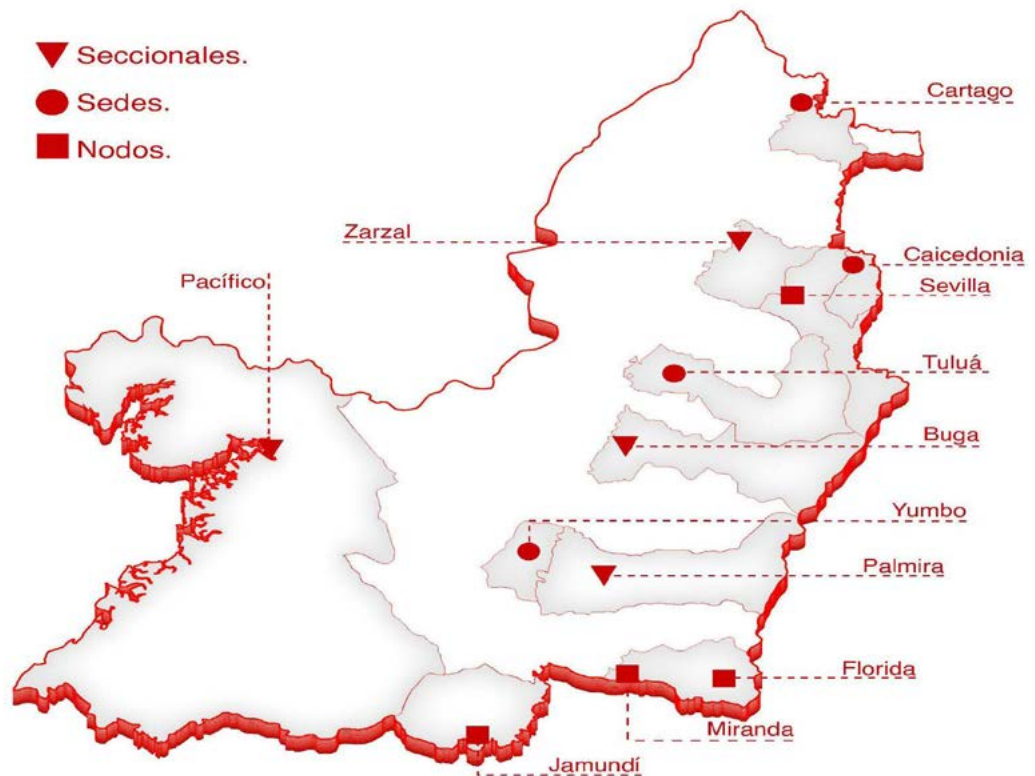 Seccionales.
Sedes.
Nodos.
Cartago
Zarzal
Caicedonia
Pacífico
Sevilla
Tuluá
Buga
Yumbo
Palmira
Florida
Miranda
Jamundí